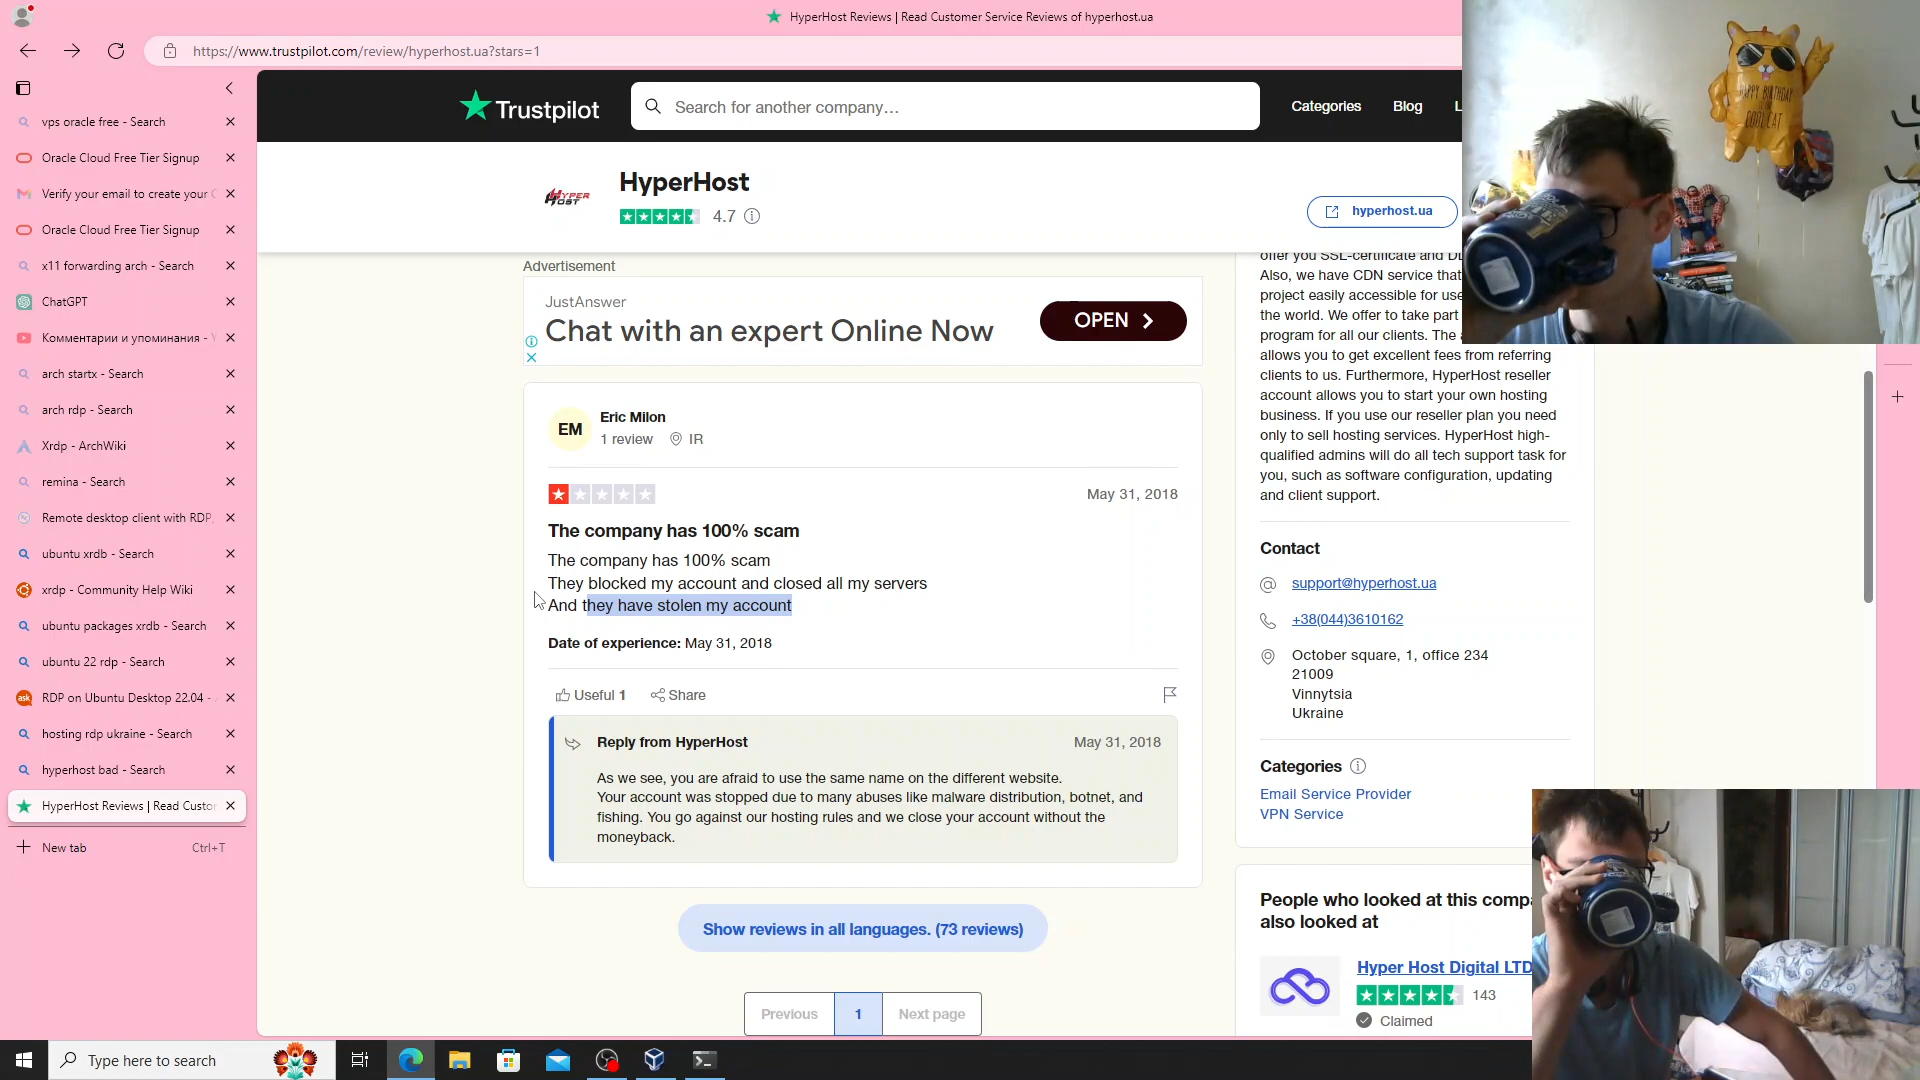 HyperHost Reviews | Read Customer Service Reviews of hyperhost.ua
https://www.trustpilot.com/review/hyperhost.ua?stars=1
vps oracle free - Search
Oracle Cloud Free Tier Signup
Verify your email to create your
Oracle Cloud Free Tier Signup
x11 forwarding arch - Search
ChatGPT
Комментарии и упоминания -
arch startx - Search
arch rdp - Search
Xrdp - ArchWiki
remina - Search
Remote desktop client with RDP,
ubuntu xrdb - Search
xrdp - Community Help Wiki
ubuntu packages xrdb - Search
ubuntu 22 rdp - Search
RDP on Ubuntu Desktop 22.04 -
hosting rdp ukraine - Search
hyperhost bad - Search
HyperHost Reviews | Read Custor
New tab Ctrl+T
Trustpilot
Search for another company…
Categories Blog L
HYPER HOST
HyperHost
4.7
hyperhost.ua
Advertisement
JustAnswer
Chat with an expert Online Now
OPEN
EM
Eric Milon
1 review IR
May 31, 2018
The company has 100% scam
The company has 100% scam
They blocked my account and closed all my servers
And they have stolen my account
Date of experience: May 31, 2018
Useful 1 Share
Reply from HyperHost May 31, 2018
As we see, you are afraid to use the same name on the different website.
Your account was stopped due to many abuses like malware distribution, botnet, and
fishing. You go against our hosting rules and we close your account without the
moneyback.
Show reviews in all languages. (73 reviews)
Previous 1 Next page
offer you SSL-certificate and
Also, we have CDN service that
project easily accessible for use
the world. We offer to take part
program for all our clients. The
allows you to get excellent fees from referring
clients to us. Furthermore, HyperHost reseller
account allows you to start your own hosting
business. If you use our reseller plan you need
only to sell hosting services. HyperHost high-
qualified admins will do all tech support task for
you, such as software configuration, updating
and client support.
Contact
support@hyperhost.ua
+38(044)3610162
October square, 1, office 234
21009
Vinnytsia
Ukraine
Categories
Email Service Provider
VPN Service
People who looked at this compa
also looked at
Hyper Host Digital LTD
143
Claimed
HAPPY BIRTHDAY
COOL CAT
Type here to search